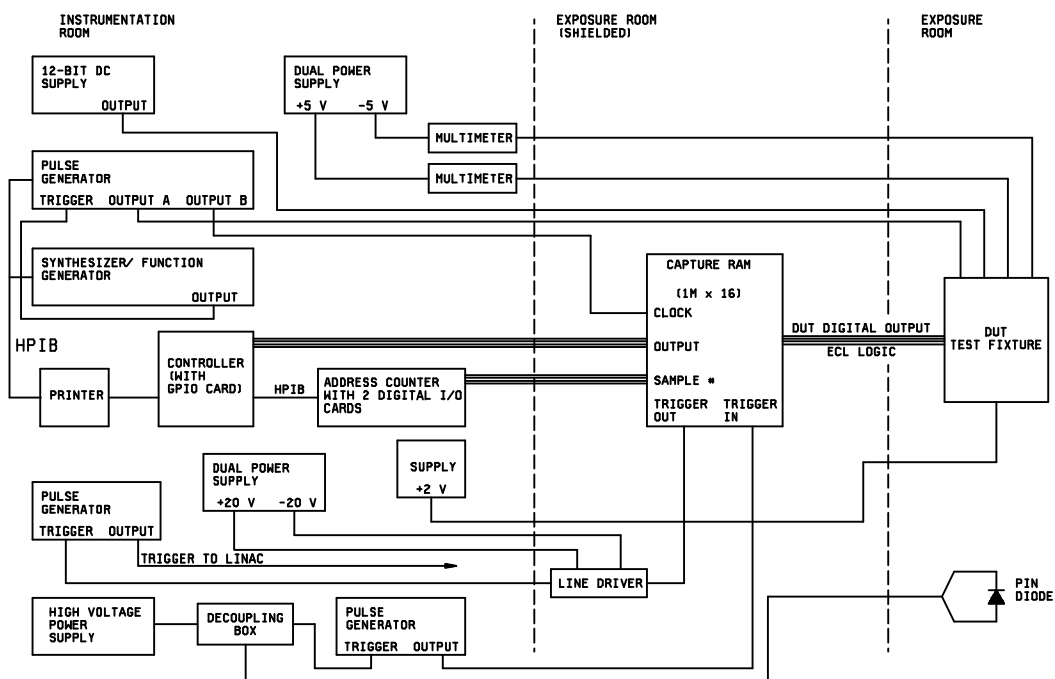 INSTRUMENTATION
ROOM
EXPOSURE ROOM
(SHIELDED)
EXPOSURE
ROOM
12-BIT DC
SUPPLY
OUTPUT
DUAL POWER
SUPPLY
+5 V -5 V
MULTIMETER
MULTIMETER
PULSE
GENERATOR
TRIGGER OUTPUT A OUTPUT B
SYNTHESIZER/ FUNCTION
GENERATOR
OUTPUT
CAPTURE RAM
(1M x 16)
CLOCK
OUTPUT
SAMPLE #
TRIGGER
OUT
TRIGGER
IN
DUT DIGITAL OUTPUT
ECL LOGIC
DUT
TEST FIXTURE
HPIB
PRINTER
CONTROLLER
(WITH
GPIO CARD)
HPIB
ADDRESS COUNTER
WITH 2 DIGITAL I/O
CARDS
DUAL POWER
SUPPLY
+20 V -20 V
SUPPLY
+2 V
PULSE
GENERATOR
TRIGGER OUTPUT
TRIGGER TO LINAC
LINE DRIVER
PIN
DIODE
HIGH VOLTAGE
POWER
SUPPLY
DECOUPLING
BOX
PULSE
GENERATOR
TRIGGER OUTPUT